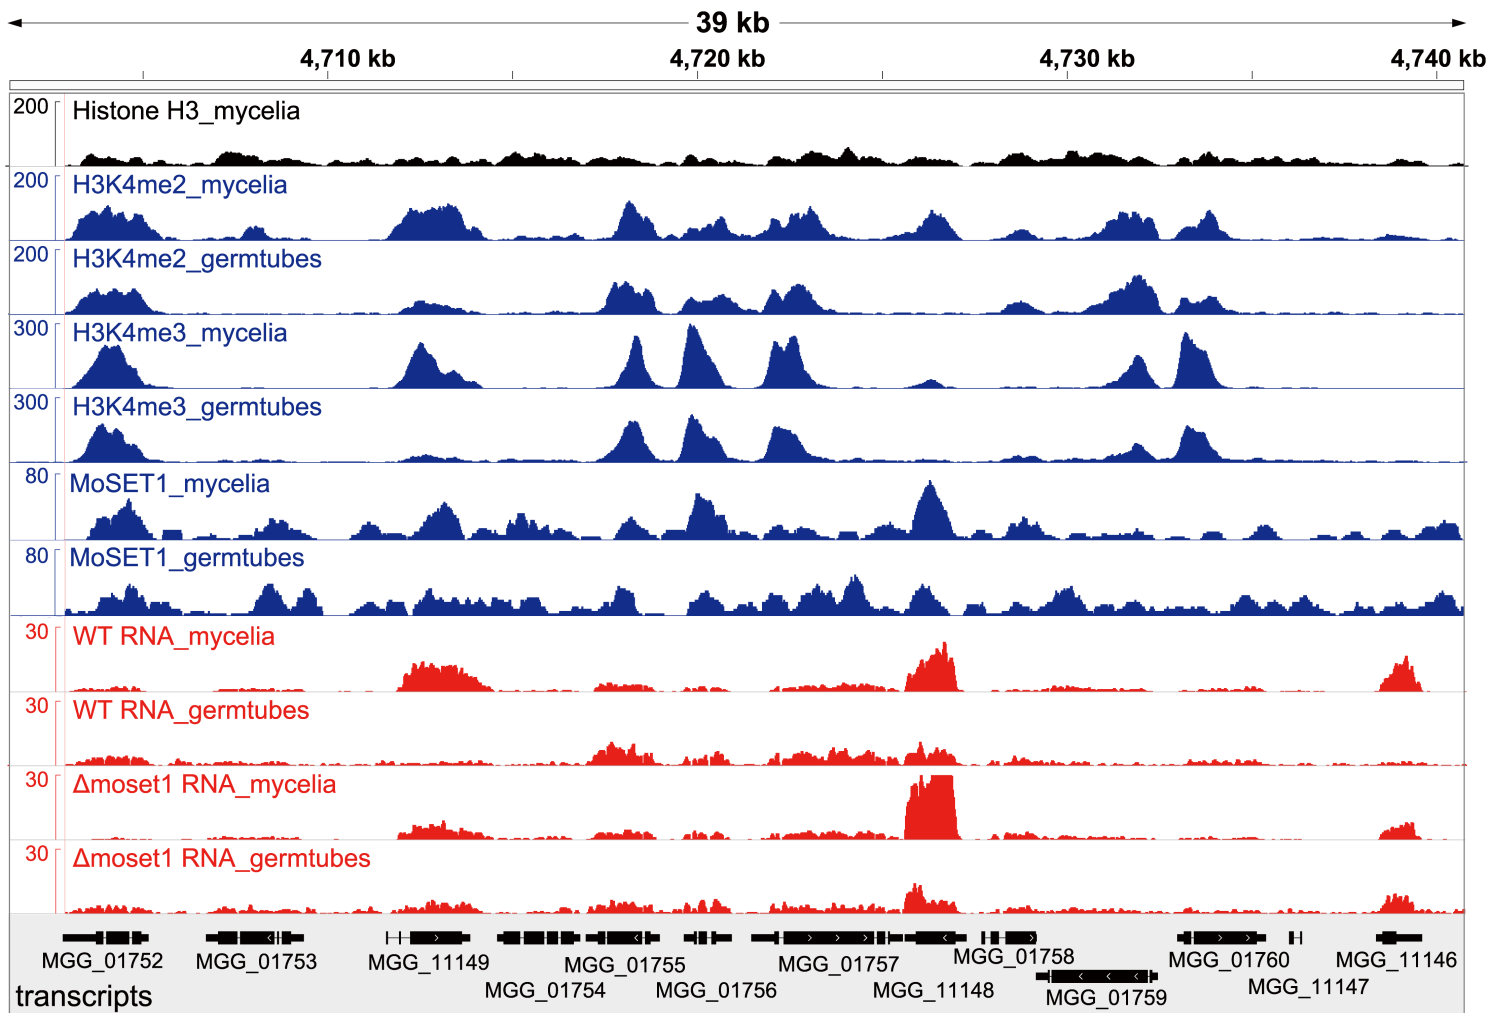 39 kb
4,710 kb 4,720 kb 4,730 kb 4,740 kb
200 Histone H3_mycelia
200 H3K4me2_mycelia
200 H3K4me2_germtubes
300 H3K4me3_mycelia
300 H3K4me3_germtubes
80 MoSET1_mycelia
80 MoSET1_germtubes
30 WT RNA_mycelia
30 WT RNA_germtubes
30 Δmoset1 RNA_mycelia
30 Δmoset1 RNA_germtubes
MGG_01752 MGG_01753 MGG_11149 MGG_01755 MGG_01757 MGG_01758 MGG_01760 MGG_11146
MGG_01754 MGG_01756 MGG_11148 MGG_01759 MGG_11147
transcripts